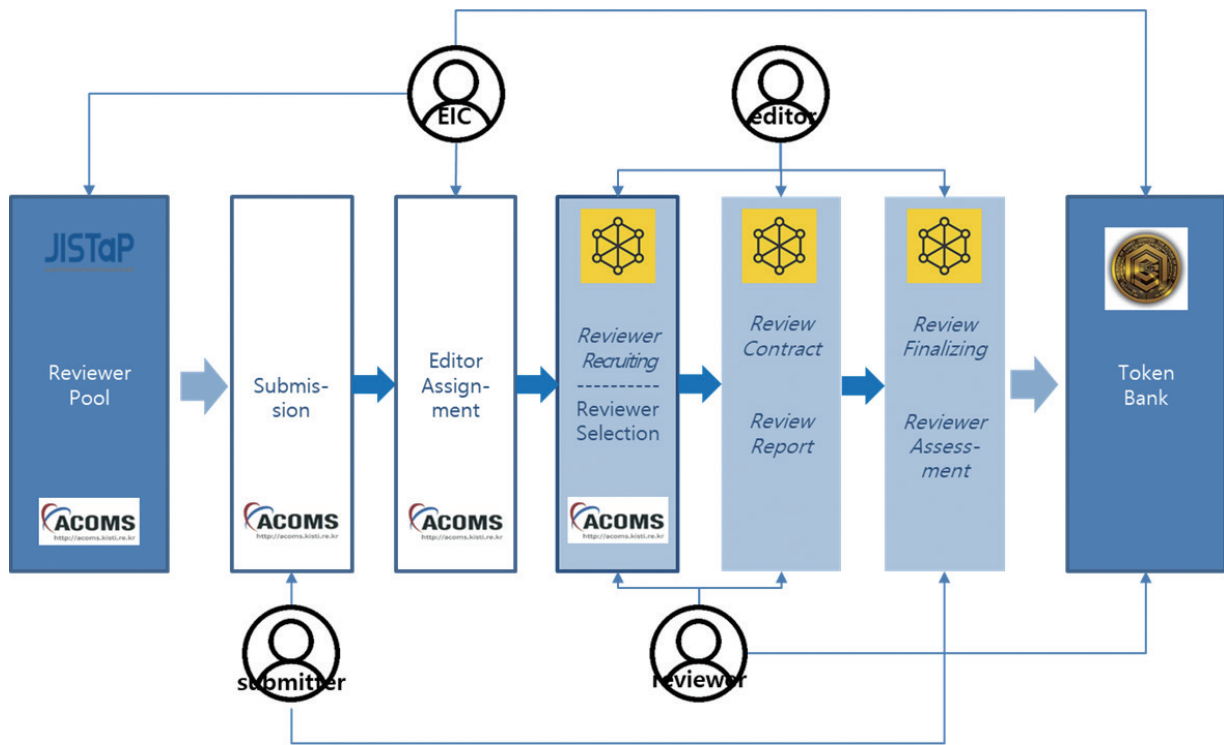 EIC
editor
JISTaP
Reviewer
Pool
ACOMS
Submis-
sion
ACOMS
http://acoms.kisti.re.kr
Editor
Assign-
ment
ACOMS
http://acoms.kisti.re.kr
Reviewer
Recruiting
----------
Reviewer
Selection
ACOMS
http://acoms.kisti.re.kr
Review
Contract
Review
Report
Review
Finalizing
Reviewer
Assess-
ment
Token
Bank
http://acoms.kisti.re.kr
submitter
reviewer